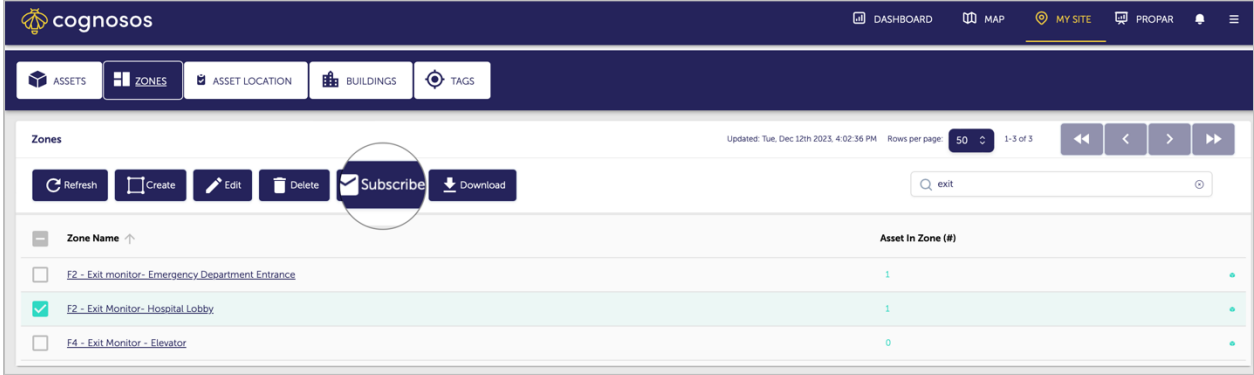 cognosos
DASHBOARD MAP MY SITE PROPAR
ASSETS ZONES ASSET LOCATION BUILDINGS TAGS
Zones Updated: Tue, Dec 12th 2023, 4:02:36 PM Rows per page: 50 1-3 of 3
Refresh Create Edit Delete Subscribe Download exit
Zone Name Asset In Zone (#)
F2 - Exit monitor- Emergency Department Entrance 1
F2 - Exit Monitor- Hospital Lobby 1
F4 - Exit Monitor - Elevator 0